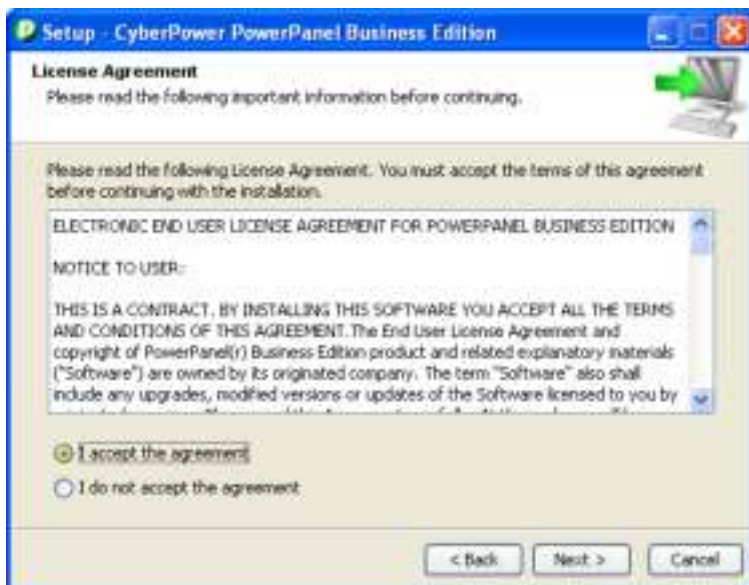 Setup - CyberPower PowerPanel Business Edition
License Agreement
Please read the following important information before continuing.
Please read the following License Agreement. You must accept the terms of this agreement
before continuing with the installation.
ELECTRONIC END USER LICENSE AGREEMENT FOR POWERPANEL BUSINESS EDITION
NOTICE TO USER:
THIS IS A CONTRACT. BY INSTALLING THIS SOFTWARE YOU ACCEPT ALL THE TERMS
AND CONDITIONS OF THIS AGREEMENT. The End User License Agreement and
copyright of PowerPanel(r) Business Edition product and related explanatory materials
("Software") are owned by its originated company. The term "Software" also shall
include any upgrades, modified versions or updates of the Software licensed to you by
I accept the agreement
I do not accept the agreement
< Back
Next >
Cancel